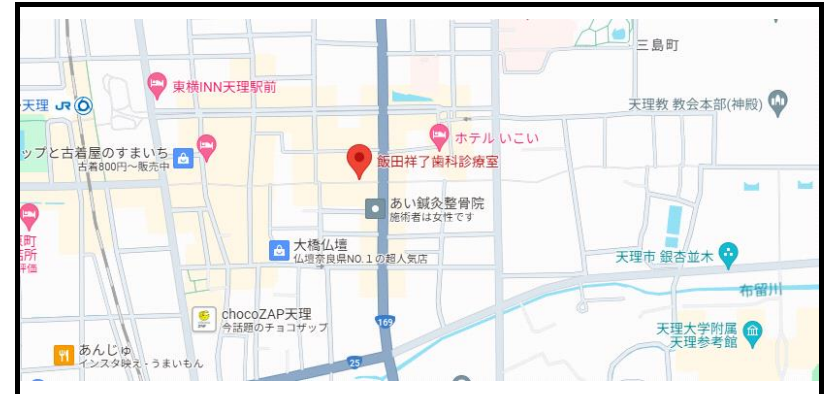 三島町
東横INN天理駅前
天理 JR
天理教 教会本部(神殿)
ホテル いこい
ップと古着屋のすまいち
古着800円～販売中
飯田祥了歯科診療室
あい鍼灸整骨院
施術者は女性です
町
所
評価
大橋仏壇
仏壇奈良県NO.1の超人気店
天理市 銀杏並木
布留川
chocoZAP天理
今話題のチョコザップ
169
天理大学附属
天理参考館
あんじゅ
インスタ映え・うまいもん
25